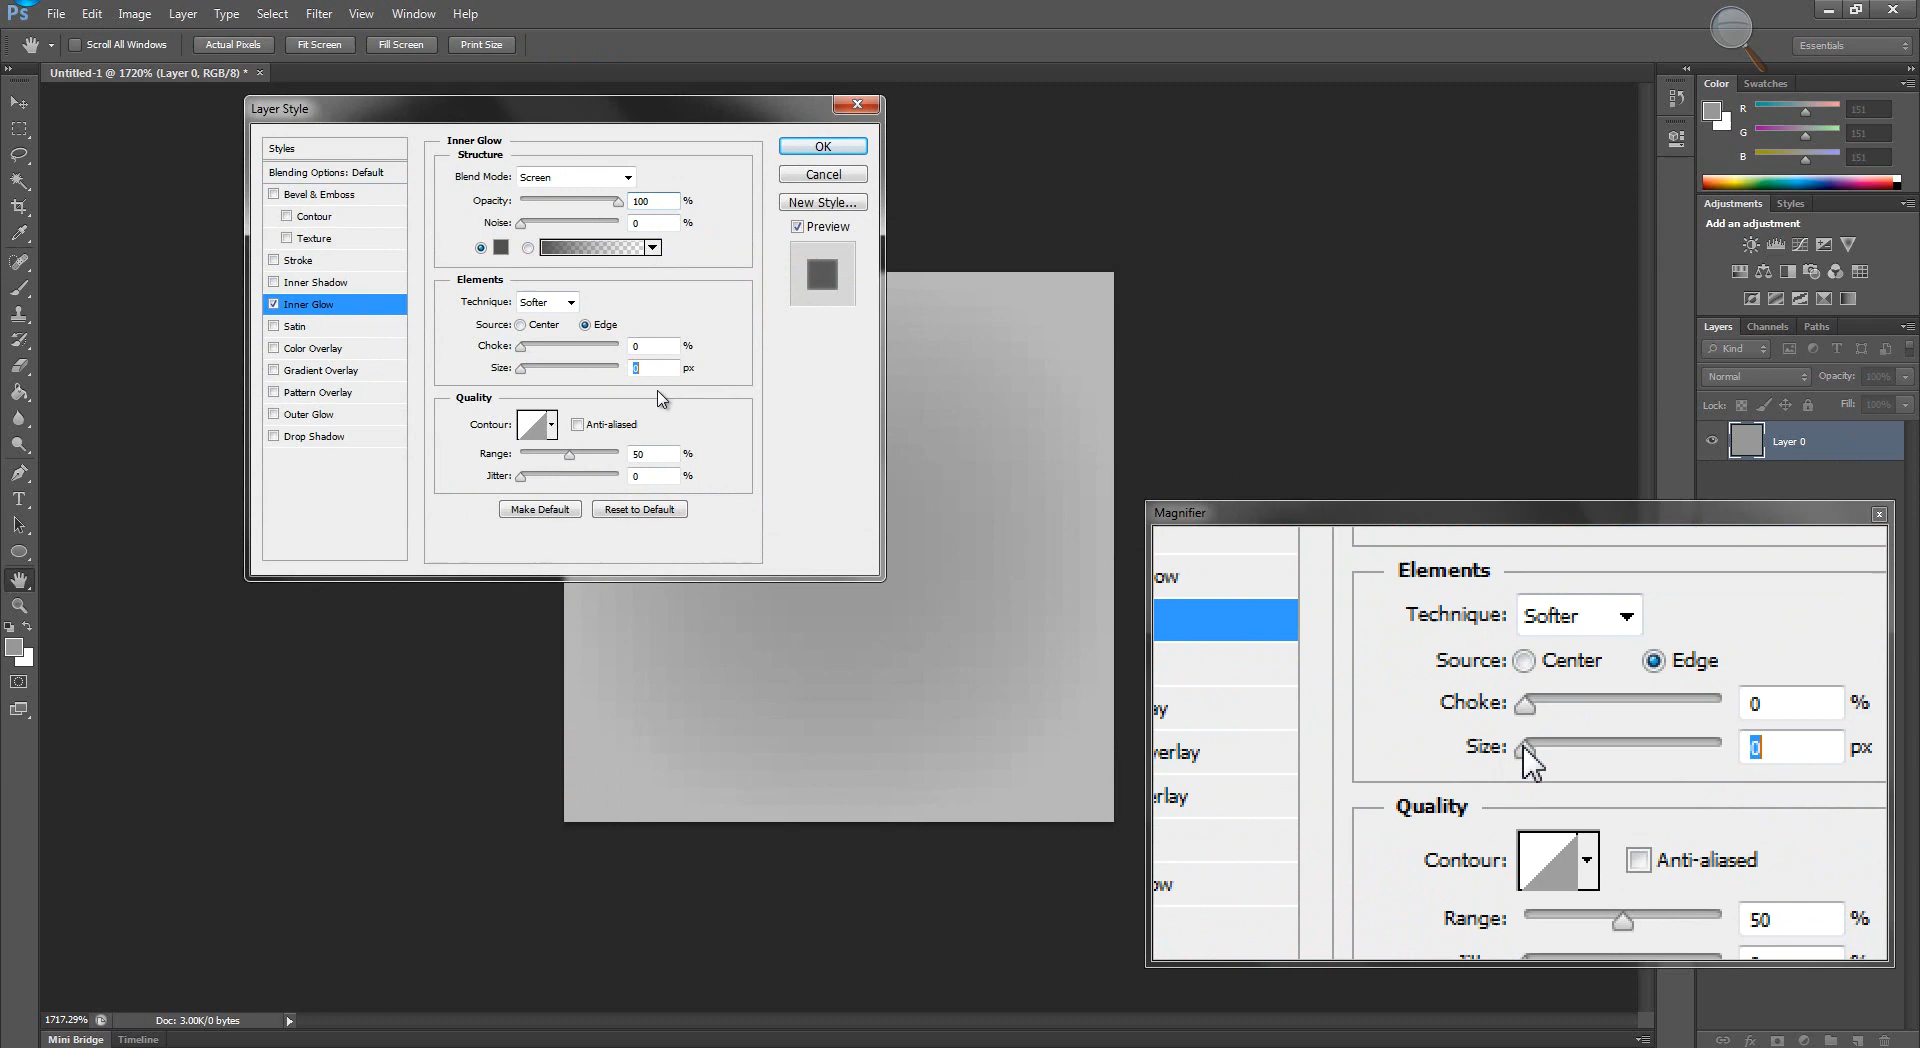 Ps File Edit Image Layer Type Select Filter View Window Help
Scroll All Windows Actual Pixels Fit Screen Fill Screen Print Size Essentials
Untitled-1 @ 1720% (Layer 0, RGB/8) * ×
Layer Style
Styles
Blending Options: Default
Bevel & Emboss
Contour
Texture
Stroke
Inner Shadow
Inner Glow
Satin
Color Overlay
Gradient Overlay
Pattern Overlay
Outer Glow
Drop Shadow
Inner Glow
Structure
Blend Mode: Screen
Opacity: 100 %
Noise: 0 %
Elements
Technique: Softer
Source: Center Edge
Choke: 0 %
Size: 0 px
Quality
Contour: Anti-aliased
Range: 50 %
Jitter: 0 %
Make Default Reset to Default
OK
Cancel
New Style...
Preview
Color Swatches
R 151
G 151
B 151
Adjustments Styles
Add an adjustment
Layers Channels Paths
Kind
Normal Opacity: 100%
Lock: Fill: 100%
Layer 0
Magnifier
ow
ay
verlay
erlay
ow
Elements
Technique: Softer
Source: Center Edge
Choke: 0 %
Size: 0 px
Quality
Contour: Anti-aliased
Range: 50 %
1717.29% Doc: 3.00K/0 bytes
Mini Bridge Timeline